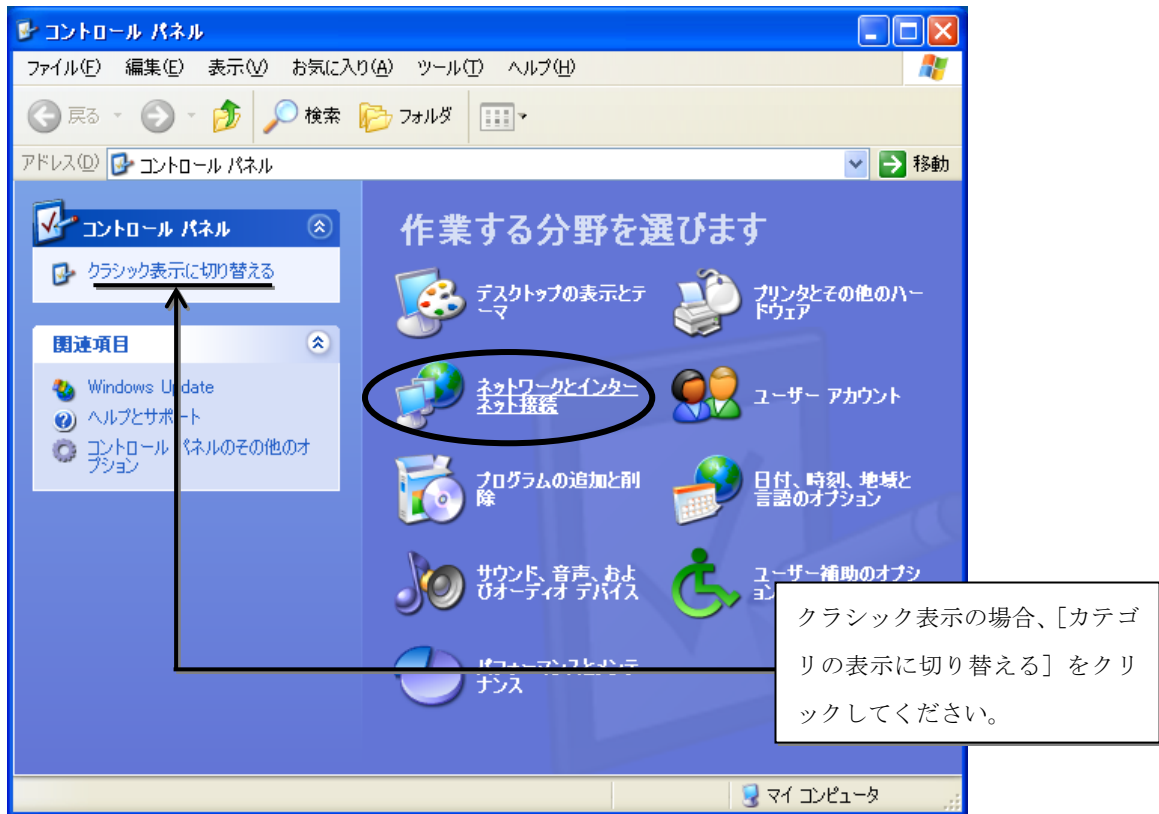 コントロール パネル
ファイル(F) 編集(E) 表示(V) お気に入り(A) ツール(T) ヘルプ(H)
戻る 検索 フォルダ
アドレス(D) コントロール パネル 移動
コントロール パネル
クラシック表示に切り替える
関連項目
Windows Update
ヘルプとサポート
コントロール パネルのその他のオ
プション
作業する分野を選びます
デスクトップの表示とテ
ーマ
プリンタとその他のハー
ドウェア
ネットワークとインター
ネット接続
ユーザー アカウント
プログラムの追加と削
除
日付、時刻、地域と
言語のオプション
サウンド、音声、およ
びオーディオ デバイス
ユーザー補助のオプシ
ョン
パフォーマンスとメンテ
ナンス
クラシック表示の場合、[カテゴ
リの表示に切り替える] をクリ
ックしてください。
マイ コンピュータ